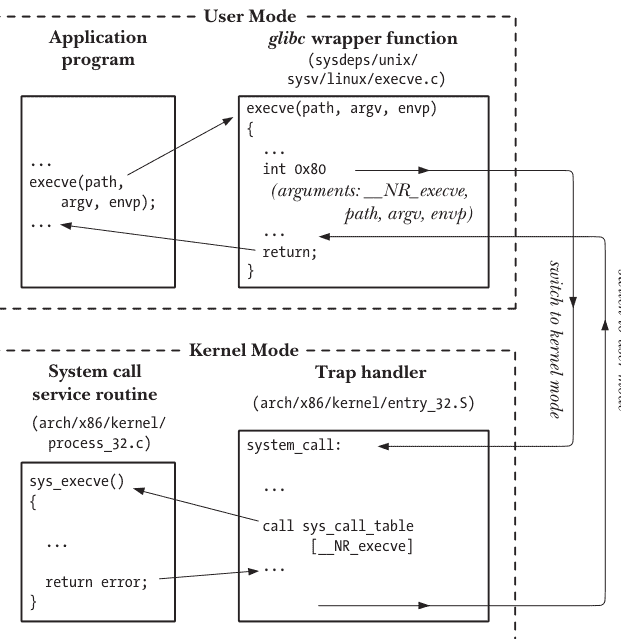 User Mode
Application
program
glibc wrapper function
(sysdeps/unix/
sysv/linux/execve.c)
...
execve(path,
argv, envp);
...
execve(path, argv, envp)
{
...
int 0x80
(arguments: __NR_execve,
path, argv, envp)
...
return;
}
switch to kernel mode
Kernel Mode
System call
service routine
(arch/x86/kernel/
process_32.c)
Trap handler
(arch/x86/kernel/entry_32.S)
sys_execve()
{
...
return error;
}
system_call:
...
call sys_call_table
[__NR_execve]
...